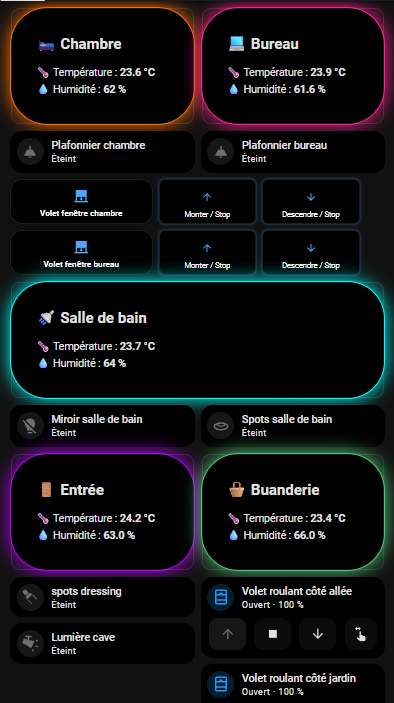 Chambre
Température : 23.6 °C
Humidité : 62 %
Bureau
Température : 23.9 °C
Humidité : 61.6 %
Plafonnier chambre
Éteint
Plafonnier bureau
Éteint
Volet fenêtre chambre
Monter / Stop
Descendre / Stop
Volet fenêtre bureau
Monter / Stop
Descendre / Stop
Salle de bain
Température : 23.7 °C
Humidité : 64 %
Miroir salle de bain
Éteint
Spots salle de bain
Éteint
Entrée
Température : 24.2 °C
Humidité : 63.0 %
Buanderie
Température : 23.4 °C
Humidité : 66.0 %
spots dressing
Éteint
Lumière cave
Éteint
Volet roulant côté allée
Ouvert · 100 %
Volet roulant côté jardin
Ouvert · 100 %